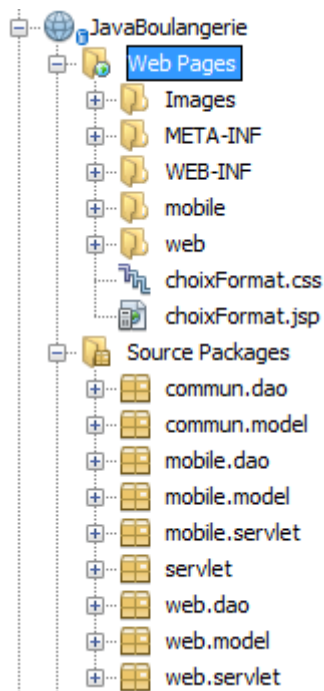 JavaBoulangerie
Web Pages
Images
META-INF
WEB-INF
mobile
web
choixFormat.css
choixFormat.jsp
Source Packages
commun.dao
commun.model
mobile.dao
mobile.model
mobile.servlet
servlet
web.dao
web.model
web.servlet